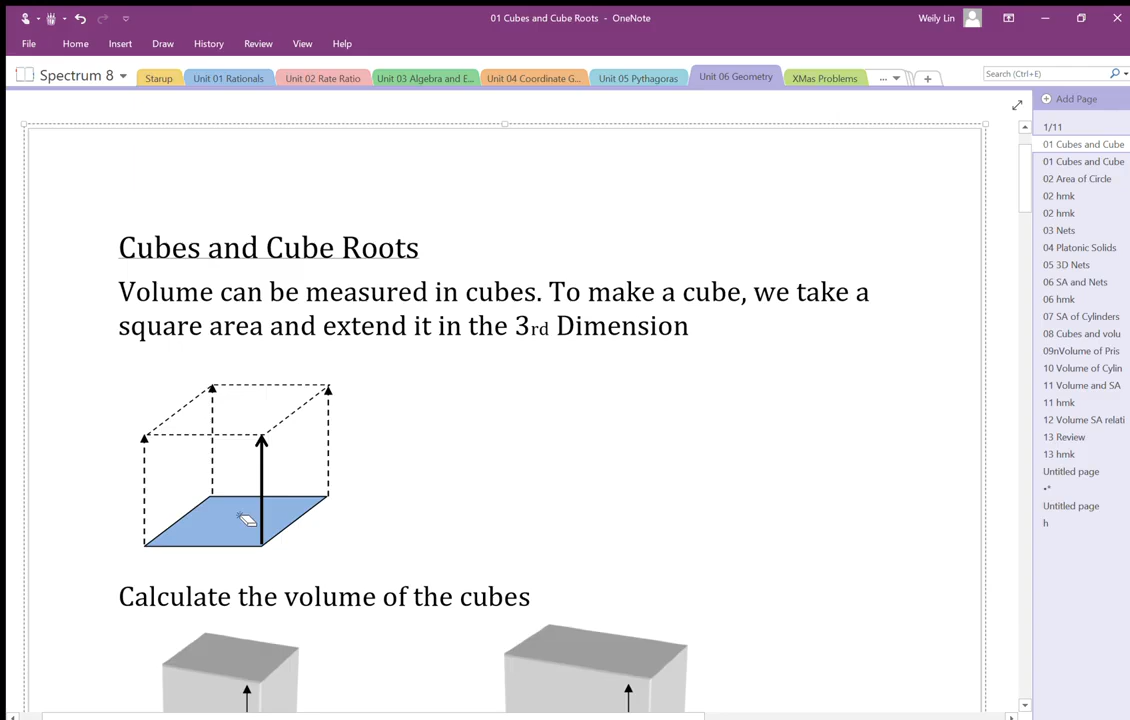 01 Cubes and Cube Roots - OneNote
Weily Lin
File Home Insert Draw History Review View Help
Spectrum 8
Starup
Unit 01 Rationals
Unit 02 Rate Ratio
Unit 03 Algebra and E...
Unit 04 Coordinate G...
Unit 05 Pythagoras
Unit 06 Geometry
XMas Problems
...
Search (Ctrl+E)
Add Page
1/11
01 Cubes and Cube
01 Cubes and Cube
02 Area of Circle
02 hmk
02 hmk
03 Nets
04 Platonic Solids
05 3D Nets
06 SA and Nets
06 hmk
07 SA of Cylinders
08 Cubes and volu
09nVolume of Pris
10 Volume of Cylin
11 Volume and SA
11 hmk
12 Volume SA relati
13 Review
13 hmk
Untitled page
•*
Untitled page
h
Cubes and Cube Roots
Volume can be measured in cubes. To make a cube, we take a
square area and extend it in the 3rd Dimension
Calculate the volume of the cubes